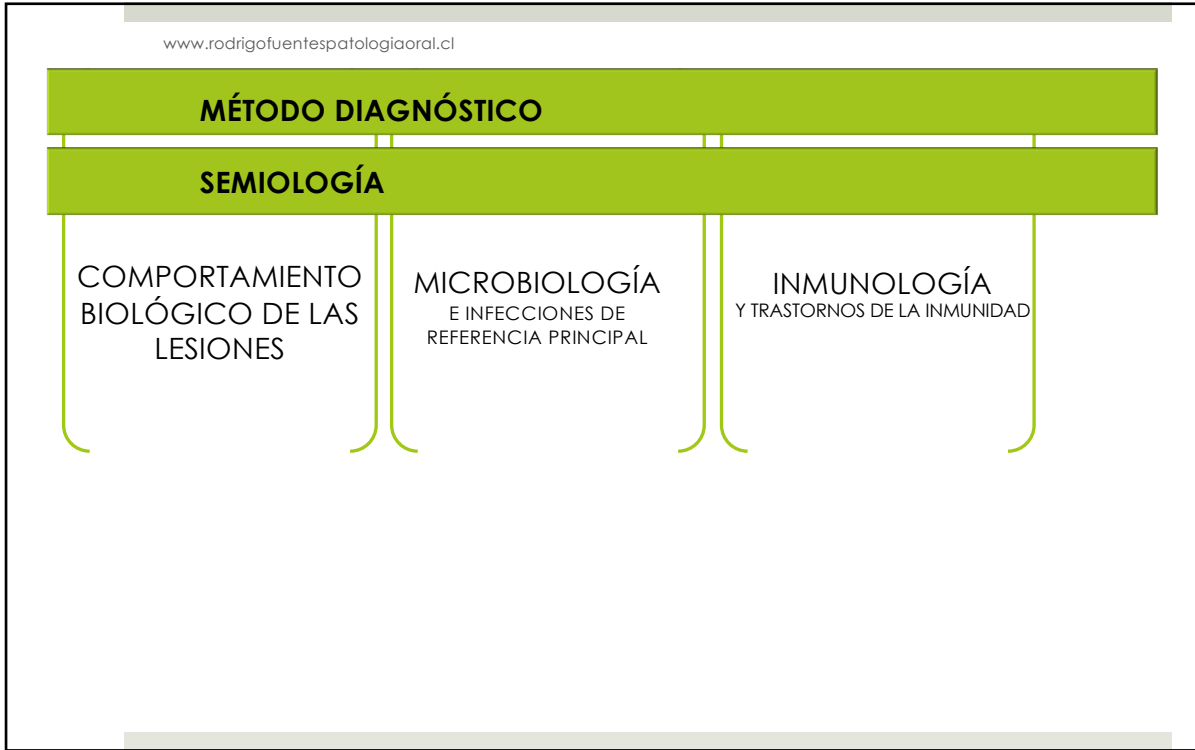 www.rodrigofuentespatologiaoral.cl
MÉTODO DIAGNÓSTICO
SEMIOLOGÍA
COMPORTAMIENTO
BIOLÓGICO DE LAS
LESIONES
MICROBIOLOGÍA
E INFECCIONES DE
REFERENCIA PRINCIPAL
INMUNOLOGÍA
Y TRASTORNOS DE LA INMUNIDAD